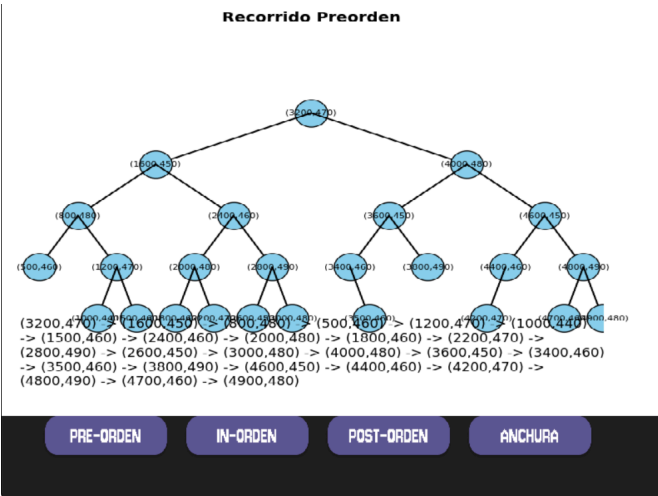 Recorrido Preorden
(3200,470)
(1600,450) (4000,480)
(800,480) (2400,460) (3600,450) (4600,450)
(500,460) (1200,470) (2000,480) (2800,490) (3400,460) (3800,490) (4400,460) (4800,490)
(3200,470) -> (1600,450) -> (800,480) -> (500,460) -> (1200,470) -> (1000,440)
-> (1500,460) -> (2400,460) -> (2000,480) -> (1800,460) -> (2200,470) ->
(2800,490) -> (2600,450) -> (3000,480) -> (4000,480) -> (3600,450) -> (3400,460)
-> (3500,460) -> (3800,490) -> (4600,450) -> (4400,460) -> (4200,470) ->
(4800,490) -> (4700,460) -> (4900,480)
PRE-ORDEN IN-ORDEN POST-ORDEN ANCHURA